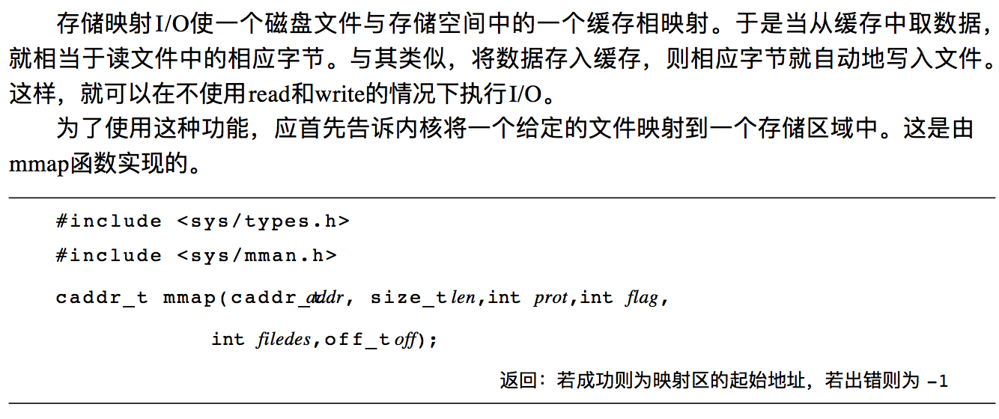 存储映射I/O使一个磁盘文件与存储空间中的一个缓存相映射。于是当从缓存中取数据，
就相当于读文件中的相应字节。与其类似，将数据存入缓存，则相应字节就自动地写入文件。
这样，就可以在不使用read和write的情况下执行I/O。
为了使用这种功能，应首先告诉内核将一个给定的文件映射到一个存储区域中。这是由
mmap函数实现的。
#include <sys/types.h>
#include <sys/mman.h>
caddr_t mmap(caddr_t addr, size_t len,int prot,int flag,
int filedes,off_t off);
返回：若成功则为映射区的起始地址，若出错则为 -1